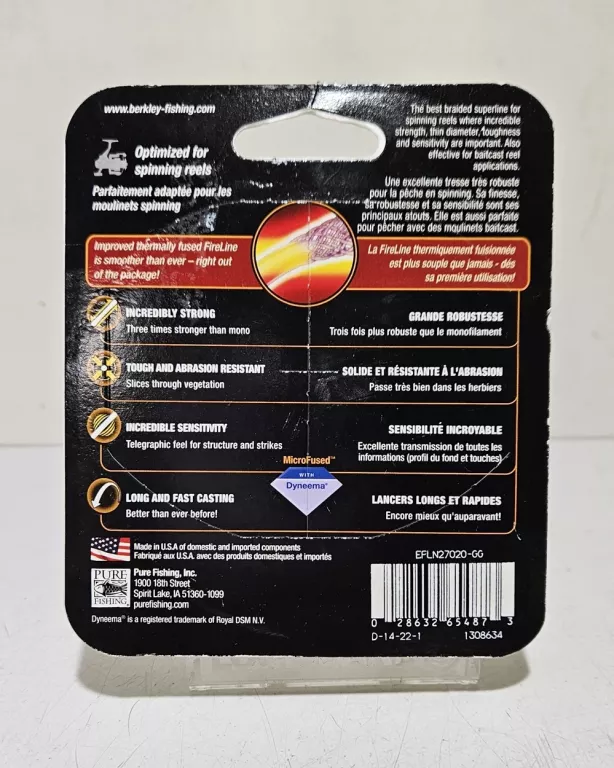 www.berkley-fishing.com
Optimized for
spinning reels
Parfaitement adaptée pour les
moulinets spinning
The best braided superline for
spinning reels where incredible
strength, thin diameter, toughness
and sensitivity are important. Also
effective for baitcast reel
applications.
Une excellente tresse très robuste
pour la pêche en spinning. Sa finesse,
sa robustesse et sa sensibilité sont ses
principaux atouts. Elle est aussi parfaite
pour pêcher avec des moulinets baitcast.
Improved thermally fused FireLine
is smoother than ever – right out
of the package!
La FireLine thermiquement fuisionnée
est plus souple que jamais - dés
sa première utilisation!
INCREDIBLY STRONG
Three times stronger than mono
GRANDE ROBUSTESSE
Trois fois plus robuste que le monofilament
TOUGH AND ABRASION RESISTANT
Slices through vegetation
SOLIDE ET RÉSISTANTE À L'ABRASION
Passe très bien dans les herbiers
INCREDIBLE SENSITIVITY
Telegraphic feel for structure and strikes
SENSIBILITÉ INCROYABLE
Excellente transmission de toutes les
informations (profil du fond et touches)
MicroFused™
WITH
Dyneema®
LONG AND FAST CASTING
Better than ever before!
LANCERS LONGS ET RAPIDES
Encore mieux qu'auparavant!
Made in U.S.A of domestic and imported components
Fabriqué aux U.S.A. avec des produits domestiques et importés
PURE
FISHING
Pure Fishing, Inc.
1900 18th Street
Spirit Lake, IA 51360-1099
purefishing.com
Dyneema® is a registered trademark of Royal DSM N.V.
EFLN27020-GG
0 28632 65487 3
D-14-22-1 1308634